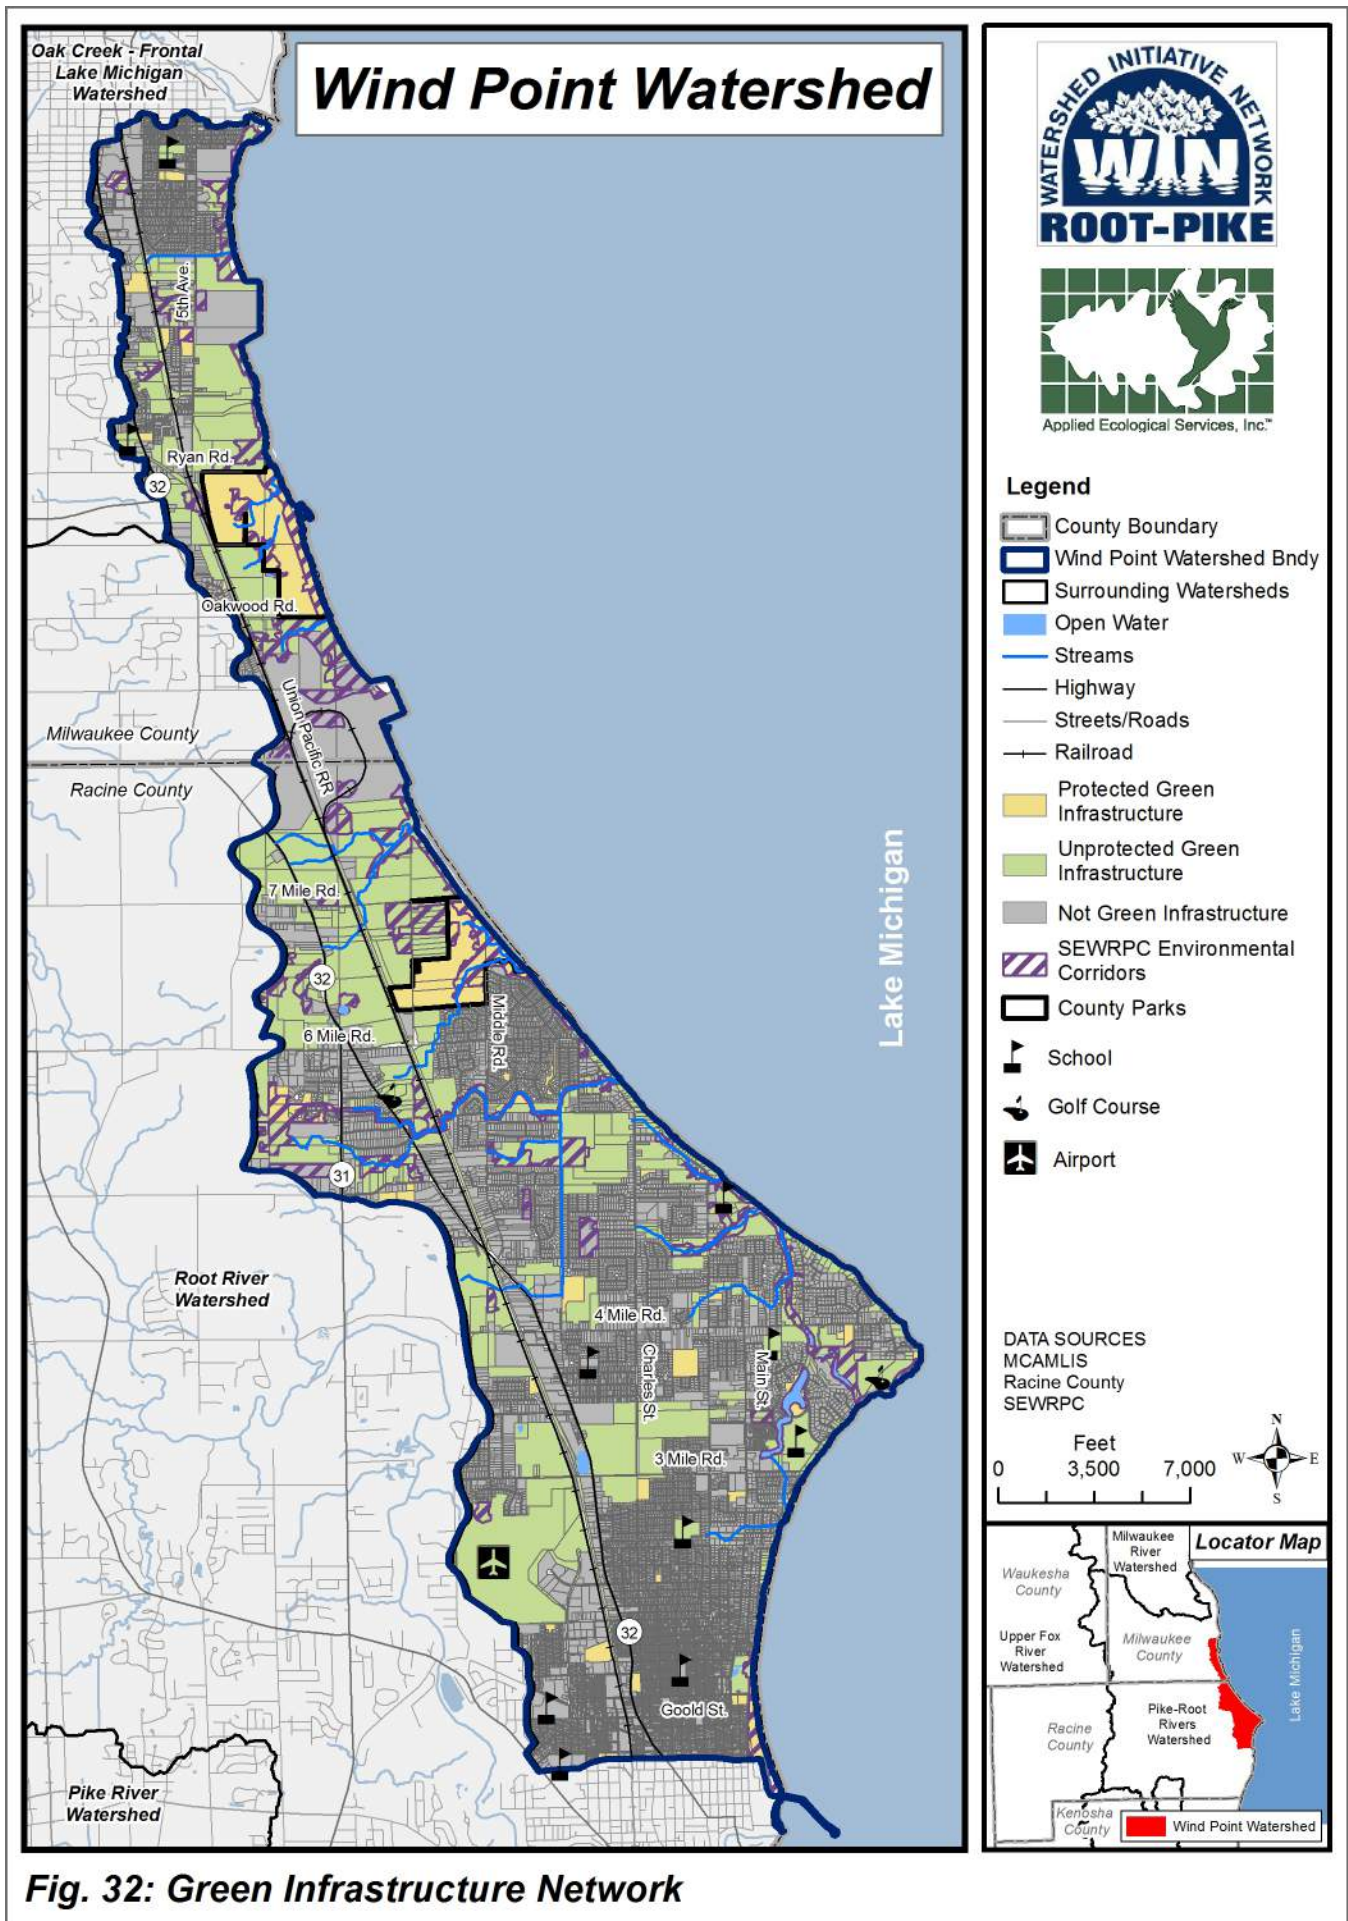 Wind Point Watershed
Oak Creek - Frontal
Lake Michigan
Watershed
5th Ave.
Ryan Rd.
32
Oakwood Rd.
Union Pacific RR
Milwaukee County
Racine County
7 Mile Rd.
32
6 Mile Rd.
Middle Rd.
Lake Michigan
31
Root River
Watershed
4 Mile Rd.
Charles St.
Main St.
3 Mile Rd.
32
Goold St.
Pike River
Watershed
WATERSHED INITIATIVE NETWORK
WIN
ROOT-PIKE
Applied Ecological Services, Inc.™
Legend
County Boundary
Wind Point Watershed Bndy
Surrounding Watersheds
Open Water
Streams
Highway
Streets/Roads
Railroad
Protected Green
Infrastructure
Unprotected Green
Infrastructure
Not Green Infrastructure
SEWRPC Environmental
Corridors
County Parks
School
Golf Course
Airport
DATA SOURCES
MCAMLIS
Racine County
SEWRPC
Feet
0 3,500 7,000
N
W E
S
Locator Map
Milwaukee
River
Watershed
Waukesha
County
Upper Fox
River
Watershed
Milwaukee
County
Lake Michigan
Pike-Root
Rivers
Watershed
Racine
County
Kenosha
County
Wind Point Watershed
Fig. 32: Green Infrastructure Network